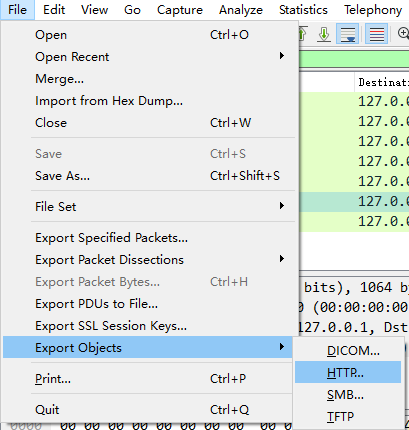 File Edit View Go Capture Analyze Statistics Telephony
Open Ctrl+O
Open Recent
Merge...
Import from Hex Dump...
Close Ctrl+W
Save Ctrl+S
Save As... Ctrl+Shift+S
File Set
Export Specified Packets...
Export Packet Dissections
Export Packet Bytes... Ctrl+H
Export PDUs to File...
Export SSL Session Keys...
Export Objects
Print... Ctrl+P
Quit Ctrl+Q
DICOM...
HTTP...
SMB...
TFTP
Destinati
127.0.0
127.0.0
127.0.0
127.0.0
127.0.0
127.0.0
bits), 1064 by
0 (00:00:00:00
127.0.0.1, Dst